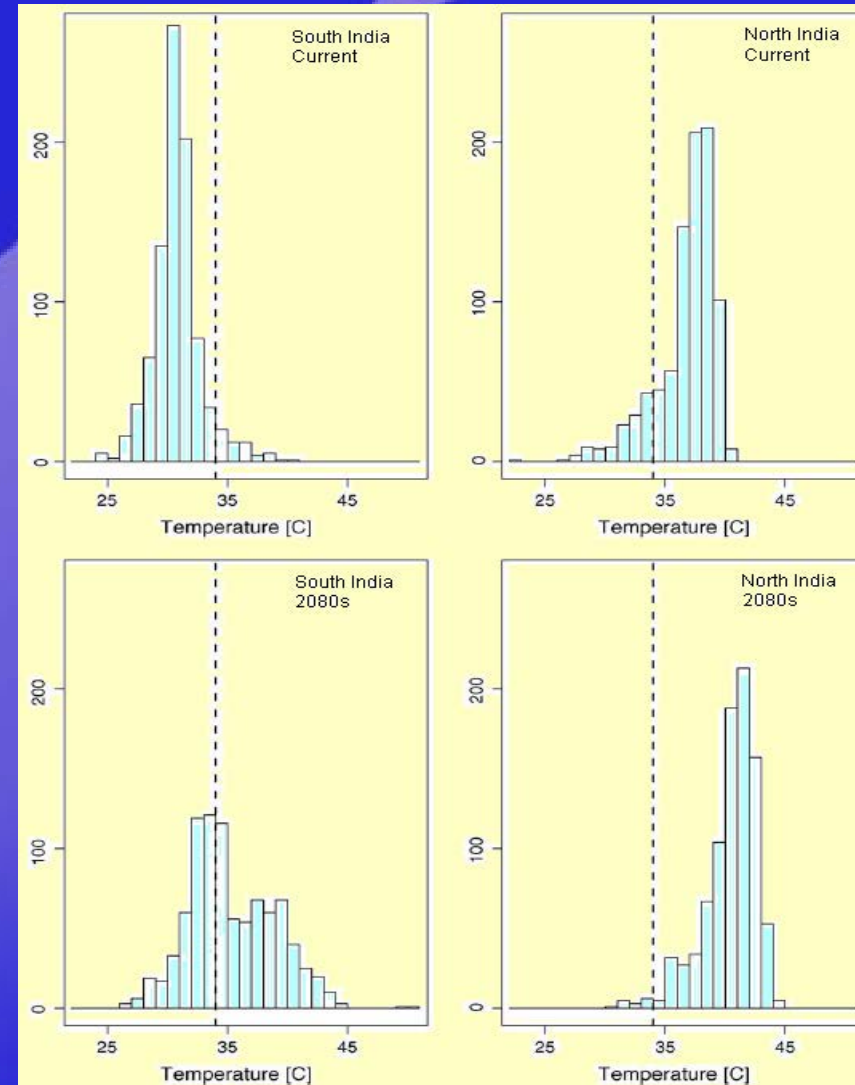 South India
Current
200
100
0
25 35 45
Temperature [C]
North India
Current
200
100
0
25 35 45
Temperature [C]
South India
2080s
200
100
0
25 35 45
Temperature [C]
North India
2080s
200
100
0
25 35 45
Temperature [C]